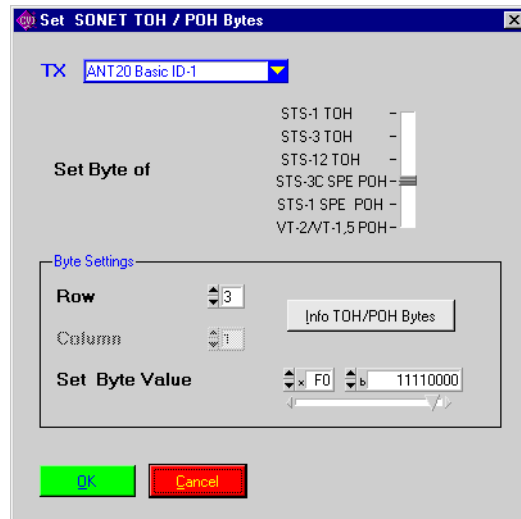 CVI Set SONET TOH / POH Bytes
TX ANT20 Basic ID-1
Set Byte of
STS-1 TOH
STS-3 TOH
STS-12 TOH
STS-3C SPE POH
STS-1 SPE POH
VT-2/VT-1,5 POH
Byte Settings
Row 3
Info TOH/POH Bytes
Column 1
Set Byte Value x F0 b 11110000
OK Cancel